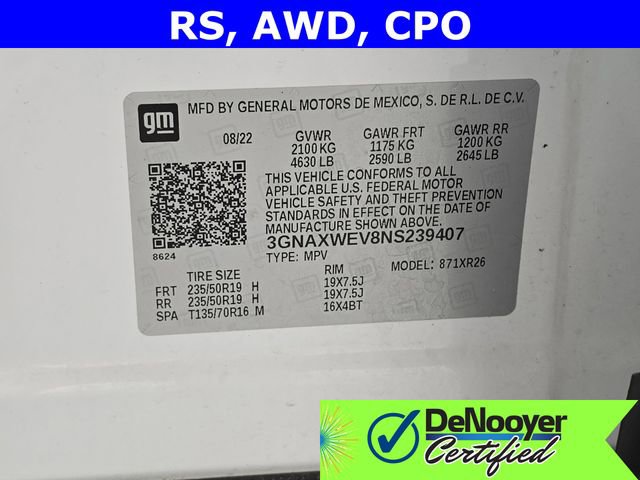 RS, AWD, CPO
gm
MFD BY GENERAL MOTORS DE MEXICO, S. DE R.L. DE C.V.
08/22 GVWR GAWR FRT GAWR RR
2100 KG 1175 KG 1200 KG
4630 LB 2590 LB 2645 LB
THIS VEHICLE CONFORMS TO ALL
APPLICABLE U.S. FEDERAL MOTOR
VEHICLE SAFETY AND THEFT PREVENTION
STANDARDS IN EFFECT ON THE DATE OF
MANUFACTURE SHOWN ABOVE.
3GNAXWEV8NS239407
8624
TYPE: MPV
MODEL: 871XR26
TIRE SIZE RIM
FRT 235/50R19 H 19X7.5J
RR 235/50R19 H 19X7.5J
SPA T135/70R16 M 16X4BT
DeNooyer
Certified